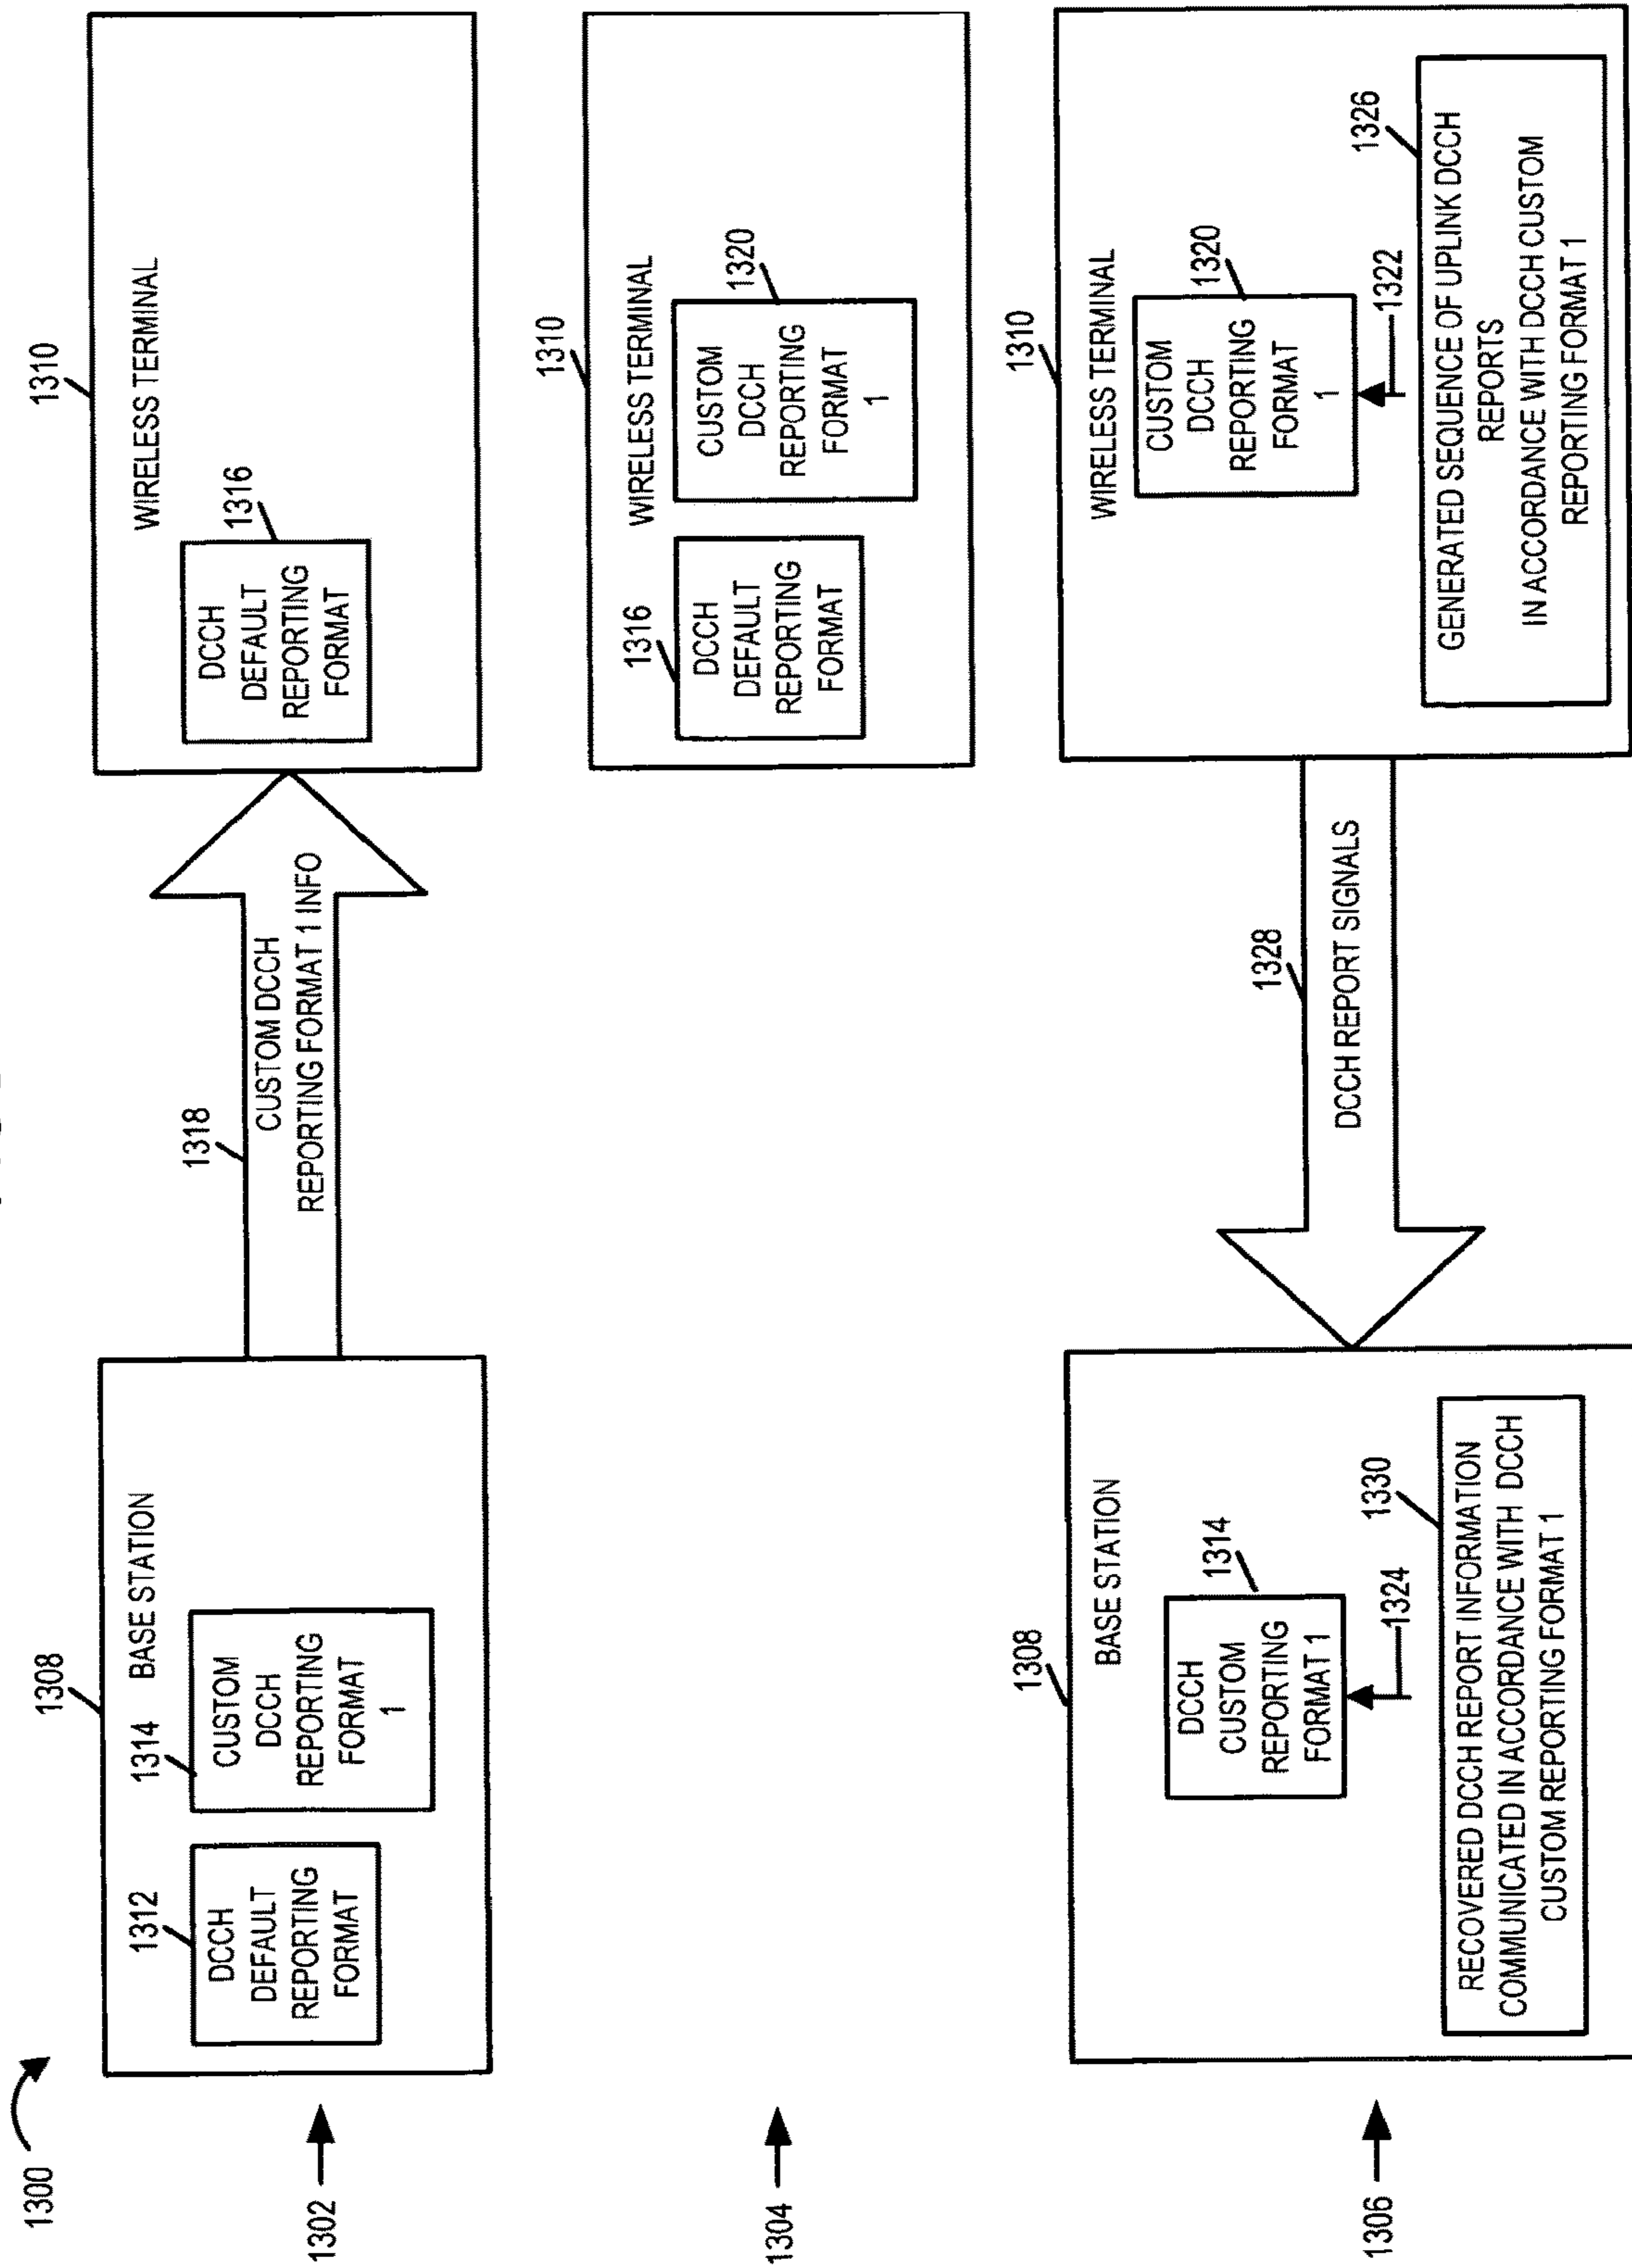 1300
1302
1308
1314 BASE STATION
1312
DCCH
DEFAULT
REPORTING
FORMAT
CUSTOM
DCCH
REPORTING
FORMAT
1
1318
CUSTOM DCCH
REPORTING FORMAT 1 INFO
1310
WIRELESS TERMINAL
1316
DCCH
DEFAULT
REPORTING
FORMAT
1304
1310
WIRELESS TERMINAL
1316
DCCH
DEFAULT
REPORTING
FORMAT
1320
CUSTOM
DCCH
REPORTING
FORMAT
1
1306
1308
BASE STATION
1314
DCCH
CUSTOM
REPORTING
FORMAT 1
1324
1330
RECOVERED DCCH REPORT INFORMATION
COMMUNICATED IN ACCORDANCE WITH DCCH
CUSTOM REPORTING FORMAT 1
1328
DCCH REPORT SIGNALS
1310
WIRELESS TERMINAL
1320
CUSTOM
DCCH
REPORTING
FORMAT
1
1322
1326
GENERATED SEQUENCE OF UPLINK DCCH
REPORTS
IN ACCORDANCE WITH DCCH CUSTOM
REPORTING FORMAT 1